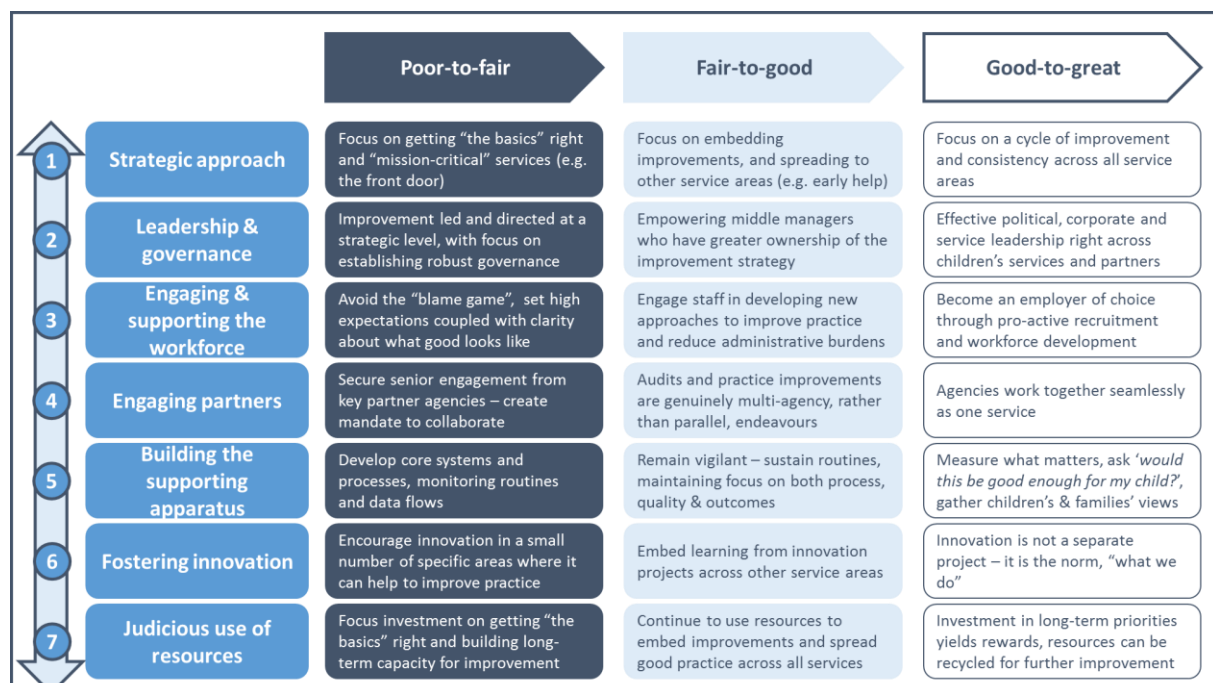 Poor-to-fair
Fair-to-good
Good-to-great
1
Strategic approach
Focus on getting “the basics” right
and “mission-critical” services (e.g.
the front door)
Focus on embedding
improvements, and spreading to
other service areas (e.g. early help)
Focus on a cycle of improvement
and consistency across all service
areas
2
Leadership &
governance
Improvement led and directed at a
strategic level, with focus on
establishing robust governance
Empowering middle managers
who have greater ownership of the
improvement strategy
Effective political, corporate and
service leadership right across
children’s services and partners
3
Engaging &
supporting the
workforce
Avoid the “blame game”, set high
expectations coupled with clarity
about what good looks like
Engage staff in developing new
approaches to improve practice
and reduce administrative burdens
Become an employer of choice
through pro-active recruitment
and workforce development
4
Engaging partners
Secure senior engagement from
key partner agencies – create
mandate to collaborate
Audits and practice improvements
are genuinely multi-agency, rather
than parallel, endeavours
Agencies work together seamlessly
as one service
5
Building the
supporting
apparatus
Develop core systems and
processes, monitoring routines
and data flows
Remain vigilant – sustain routines,
maintaining focus on both process,
quality & outcomes
Measure what matters, ask ‘would
this be good enough for my child?’,
gather children’s & families’ views
6
Fostering innovation
Encourage innovation in a small
number of specific areas where it
can help to improve practice
Embed learning from innovation
projects across other service areas
Innovation is not a separate
project – it is the norm, “what we
do”
7
Judicious use of
resources
Focus investment on getting “the
basics” right and building long-
term capacity for improvement
Continue to use resources to
embed improvements and spread
good practice across all services
Investment in long-term priorities
yields rewards, resources can be
recycled for further improvement